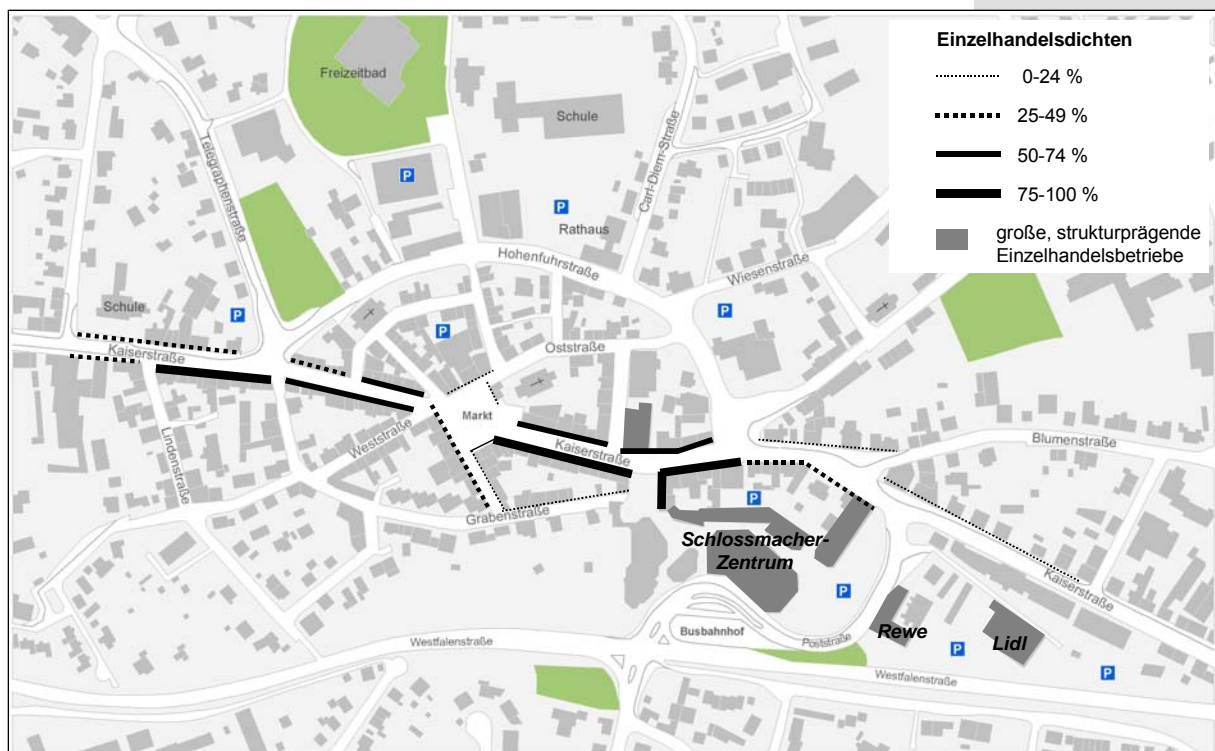 Einzelhandelsdichten
0-24 %
25-49 %
50-74 %
75-100 %
große, strukturprägende
Einzelhandelsbetriebe
Freizeitbad
Schule
P
P
Rathaus
Carl-Diem-Straße
Telegraphenstraße
Hohenfuhrstraße
Wiesenstraße
Schule
P
P
P
Kaiserstraße
Oststraße
Markt
Lindenstraße
Weststraße
Kaiserstraße
Blumenstraße
Grabenstraße
P
Schlossmacher-
Zentrum
P
Kaiserstraße
Busbahnhof
Poststraße
Rewe
Lidl
Westfalenstraße
P
P
Westfalenstraße